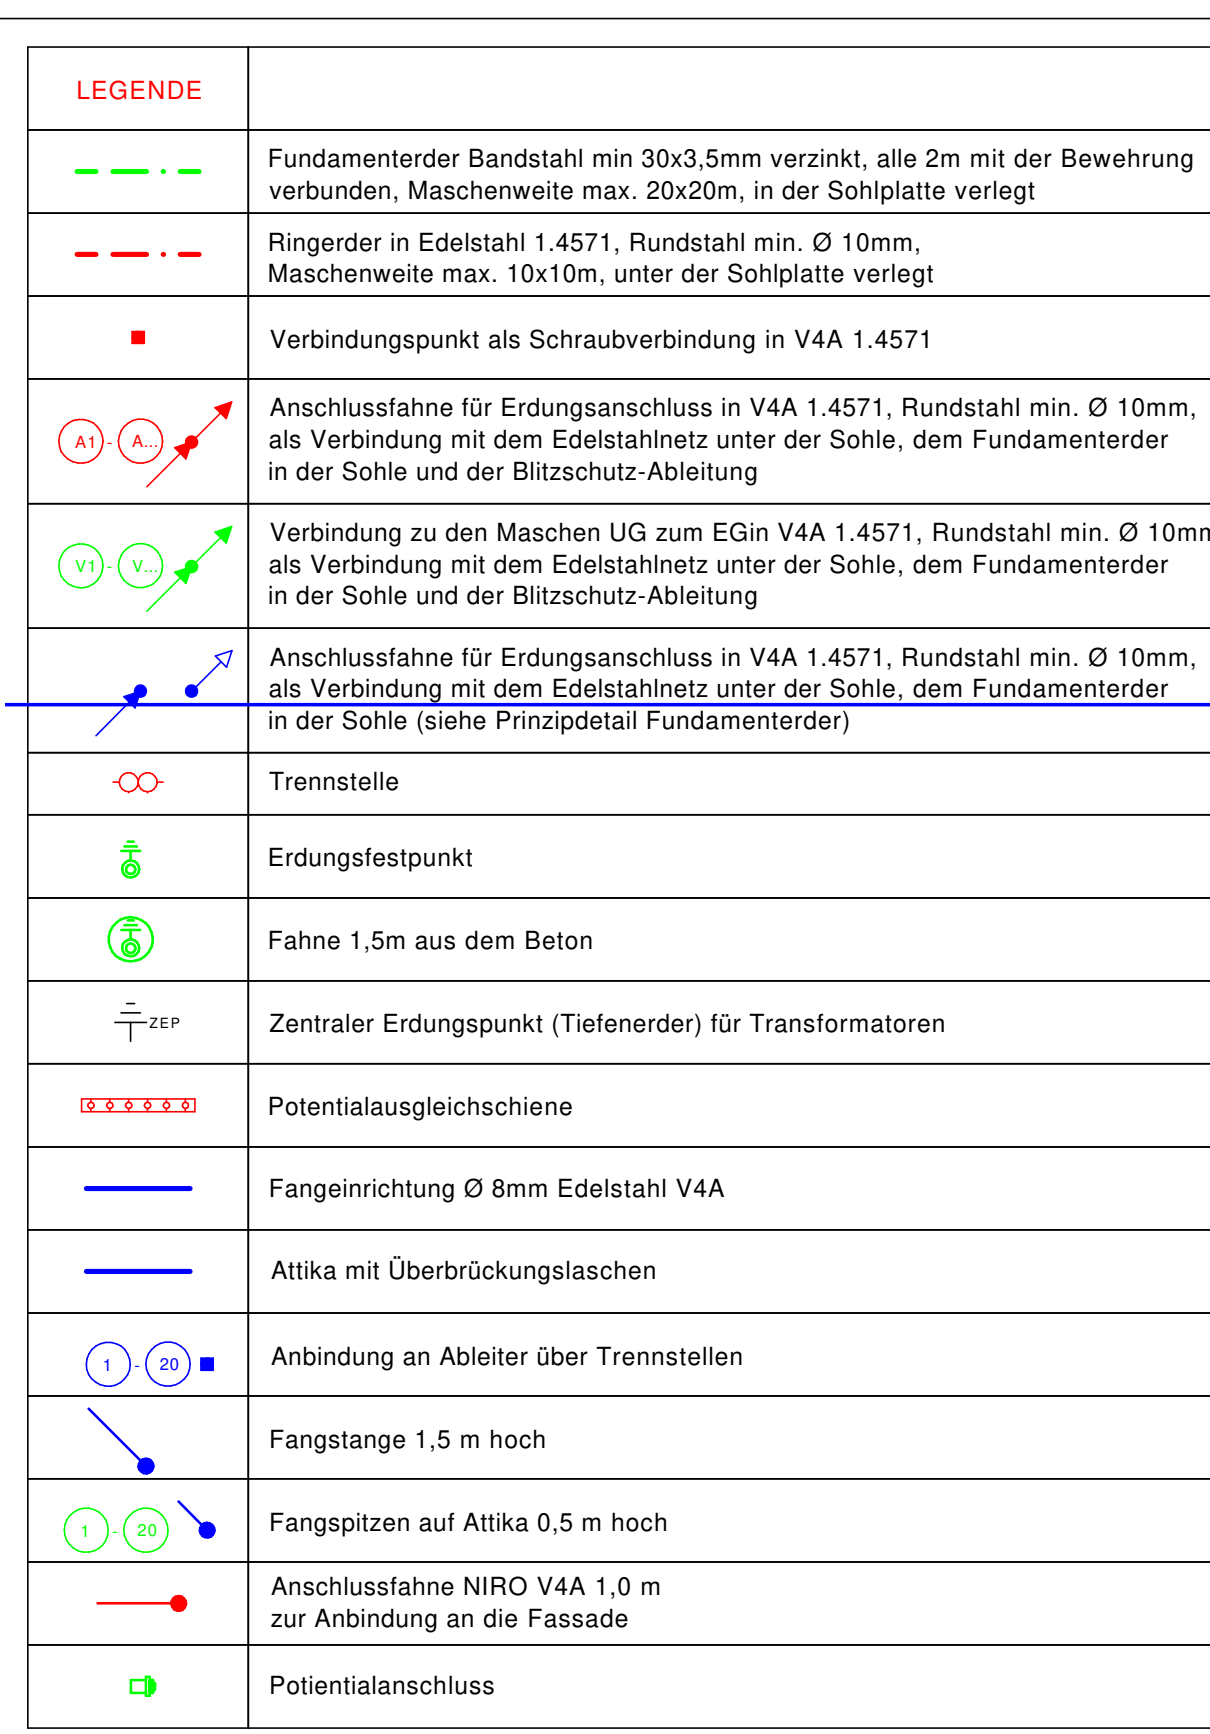 LEGENDE
Fundamenterder Bandstahl min 30x3,5mm verzinkt, alle 2m mit der Bewehrung
verbunden, Maschenweite max. 20x20m, in der Sohlplatte verlegt
Ringerder in Edelstahl 1.4571, Rundstahl min. Ø 10mm,
Maschenweite max. 10x10m, unter der Sohlplatte verlegt
Verbindungspunkt als Schraubverbindung in V4A 1.4571
A1 - A...
Anschlussfahne für Erdungsanschluss in V4A 1.4571, Rundstahl min. Ø 10mm,
als Verbindung mit dem Edelstahlnetz unter der Sohle, dem Fundamenterder
in der Sohle und der Blitzschutz-Ableitung
V1 - V...
Verbindung zu den Maschen UG zum EGin V4A 1.4571, Rundstahl min. Ø 10mm
als Verbindung mit dem Edelstahlnetz unter der Sohle, dem Fundamenterder
in der Sohle und der Blitzschutz-Ableitung
Anschlussfahne für Erdungsanschluss in V4A 1.4571, Rundstahl min. Ø 10mm,
als Verbindung mit dem Edelstahlnetz unter der Sohle, dem Fundamenterder
in der Sohle (siehe Prinzipdetail Fundamenterder)
Trennstelle
Erdungsfestpunkt
Fahne 1,5m aus dem Beton
ZEP
Zentraler Erdungspunkt (Tiefenerder) für Transformatoren
Potentialausgleichschiene
Fangeinrichtung Ø 8mm Edelstahl V4A
Attika mit Überbrückungslaschen
1 - 20
Anbindung an Ableiter über Trennstellen
Fangstange 1,5 m hoch
1 - 20
Fangspitzen auf Attika 0,5 m hoch
Anschlussfahne NIRO V4A 1,0 m
zur Anbindung an die Fassade
Potientialanschluss